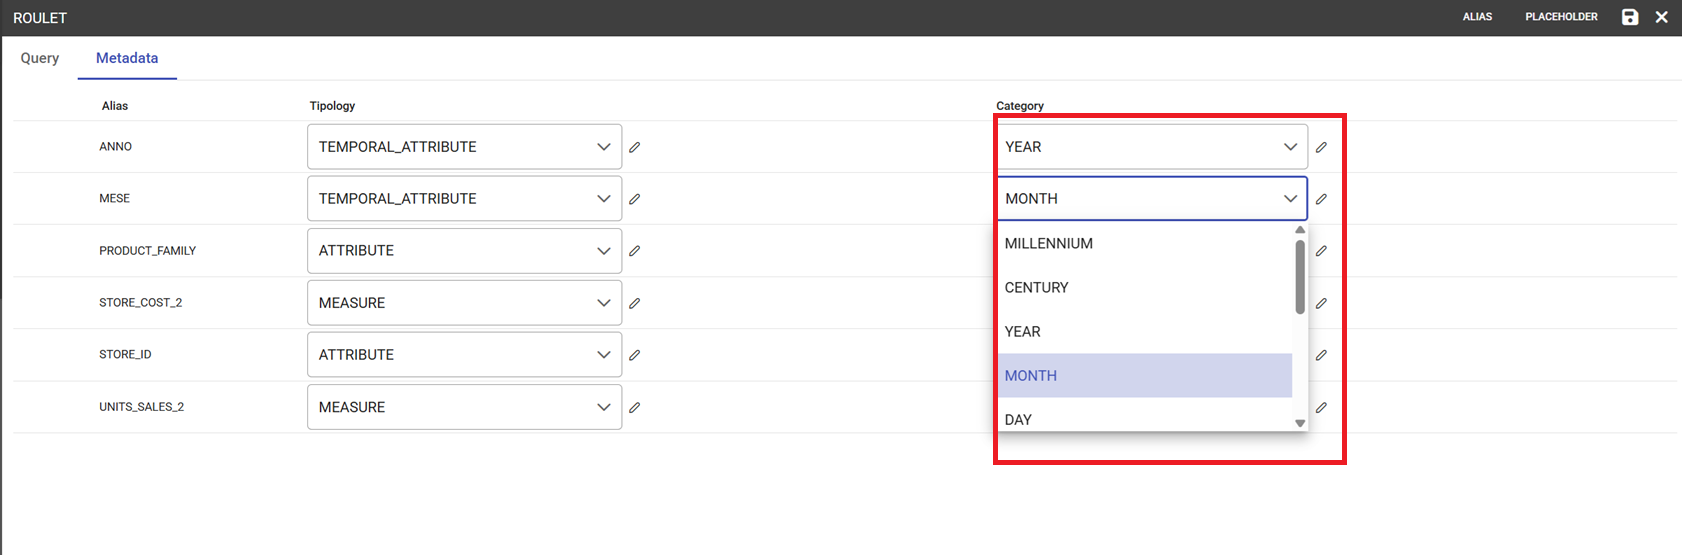 ROULET ALIAS PLACEHOLDER
Query Metadata
Alias Tipology Category
ANNO TEMPORAL_ATTRIBUTE YEAR
MESE TEMPORAL_ATTRIBUTE MONTH
MILLENNIUM
PRODUCT_FAMILY ATTRIBUTE
CENTURY
STORE_COST_2 MEASURE
YEAR
STORE_ID ATTRIBUTE
MONTH
UNITS_SALES_2 MEASURE
DAY